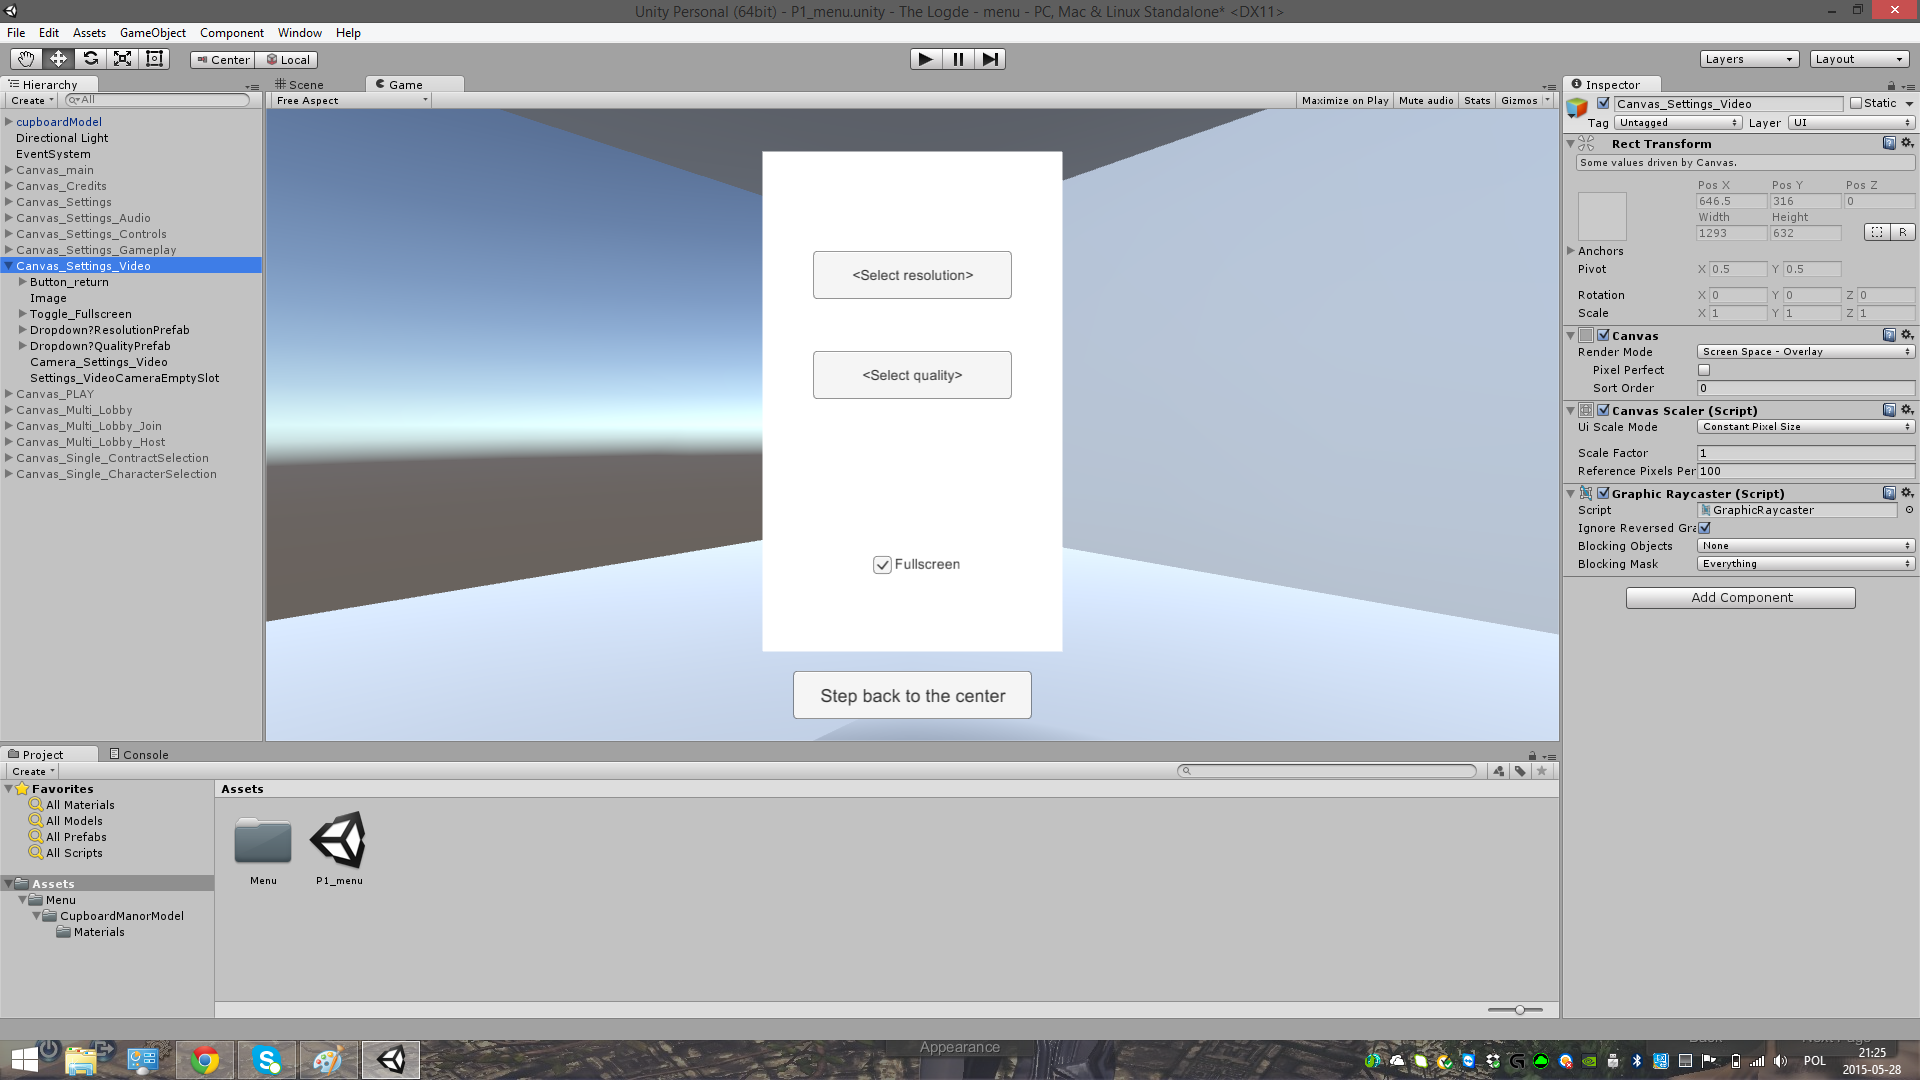 Unity Personal (64bit) - P1_menu.unity - The Logde - menu - PC, Mac & Linux Standalone* <DX11>
File Edit Assets GameObject Component Window Help
Center Local
Layers Layout
Hierarchy
Create All
cupboardModel
Directional Light
EventSystem
Canvas_main
Canvas_Credits
Canvas_Settings
Canvas_Settings_Audio
Canvas_Settings_Controls
Canvas_Settings_Gameplay
Canvas_Settings_Video
Button_return
Image
Toggle_Fullscreen
Dropdown?ResolutionPrefab
Dropdown?QualityPrefab
Camera_Settings_Video
Settings_VideoCameraEmptySlot
Canvas_PLAY
Canvas_Multi_Lobby
Canvas_Multi_Lobby_Join
Canvas_Multi_Lobby_Host
Canvas_Single_ContractSelection
Canvas_Single_CharacterSelection
Scene Game
Free Aspect
Maximize on Play Mute audio Stats Gizmos
<Select resolution>
<Select quality>
Fullscreen
Step back to the center
Inspector
Canvas_Settings_Video Static
Tag Untagged Layer UI
Rect Transform
Some values driven by Canvas.
Pos X Pos Y Pos Z
646.5 316 0
Width Height
1293 632
R
Anchors
Pivot X 0.5 Y 0.5
Rotation X 0 Y 0 Z 0
Scale X 1 Y 1 Z 1
Canvas
Render Mode Screen Space - Overlay
Pixel Perfect
Sort Order 0
Canvas Scaler (Script)
Ui Scale Mode Constant Pixel Size
Scale Factor 1
Reference Pixels Per 100
Graphic Raycaster (Script)
Script GraphicRaycaster
Ignore Reversed Gra
Blocking Objects None
Blocking Mask Everything
Add Component
Project Console
Create
Favorites
All Materials
All Models
All Prefabs
All Scripts
Assets
Menu
CupboardManorModel
Materials
Assets
Menu P1_menu
Appearance
POL
21:25
2015-05-28